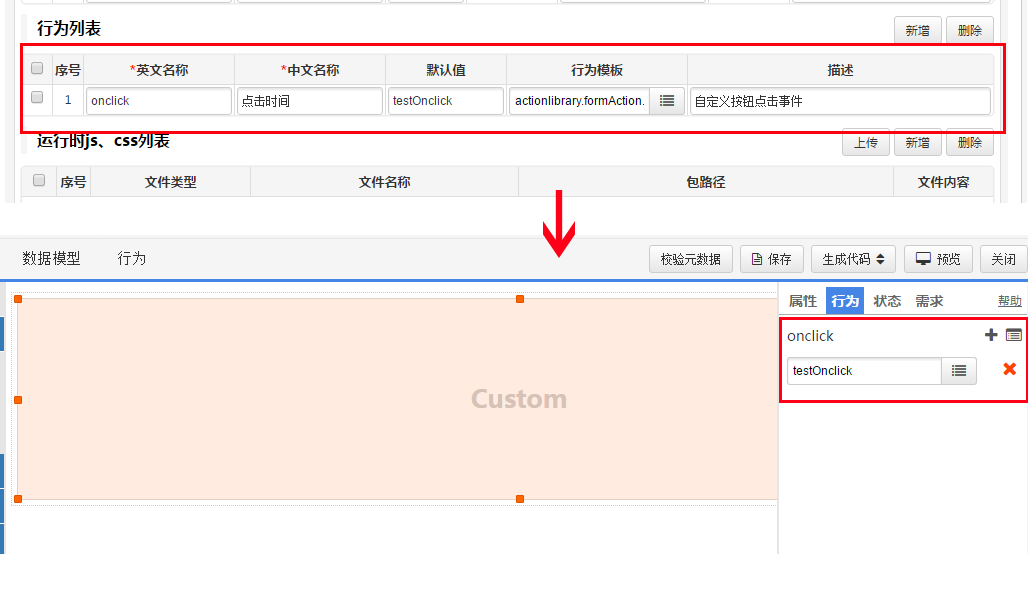 行为列表 新增 删除
序号 *英文名称 *中文名称 默认值 行为模板 描述
1 onclick 点击时间 testOnclick actionlibrary.formAction. 自定义按钮点击事件
运行时js、css列表 上传 新增 删除
序号 文件类型 文件名称 包路径 文件内容
数据模型 行为 校验元数据 保存 生成代码 预览 关闭
属性 行为 状态 需求 帮助
onclick
testOnclick
Custom